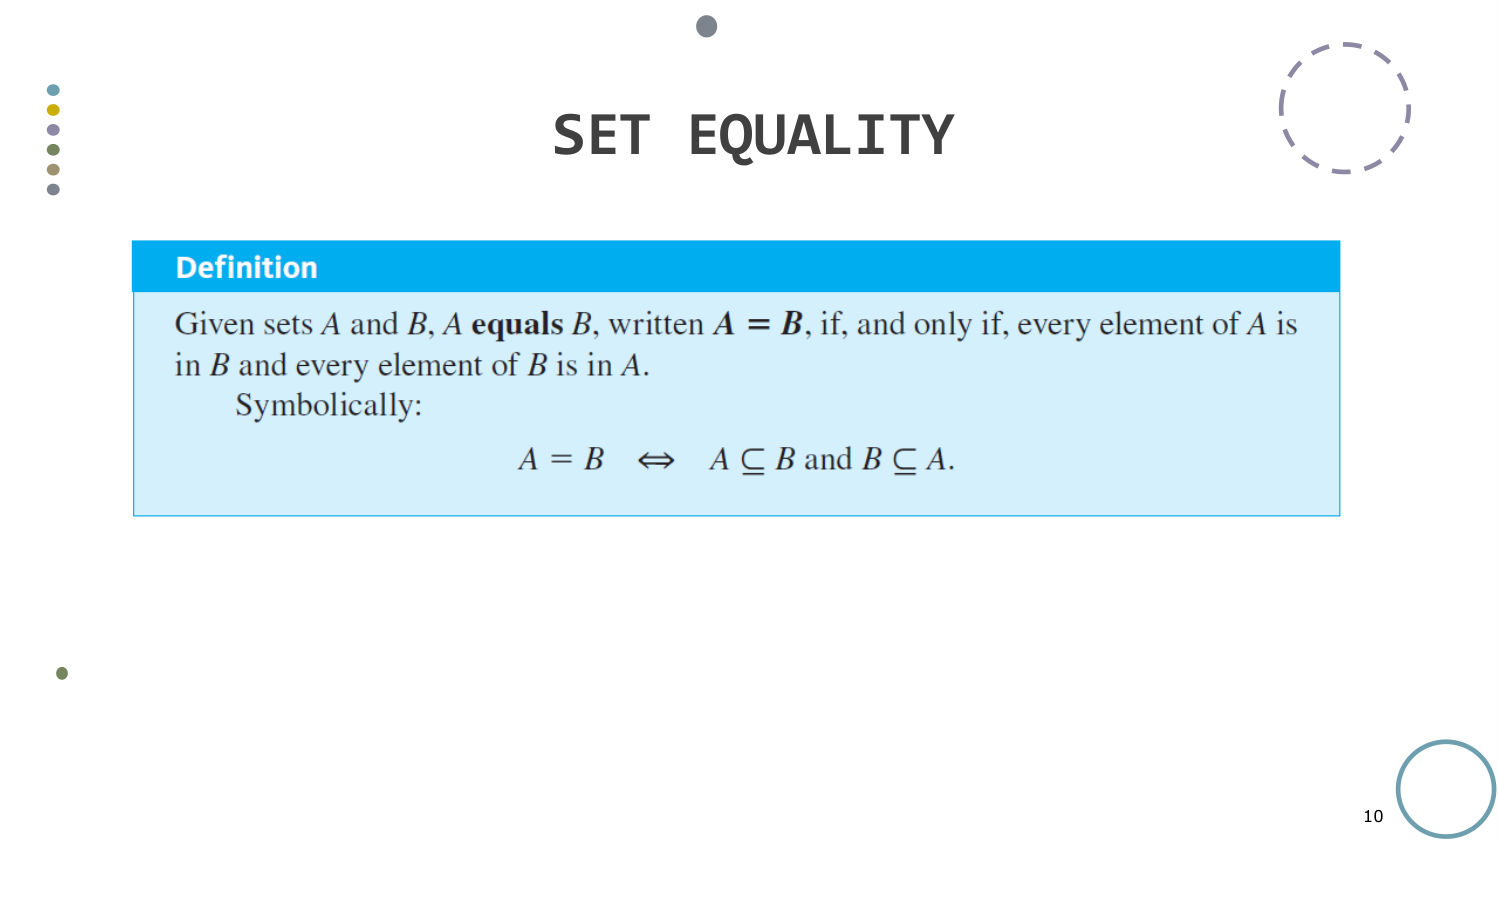 SET EQUALITY
Definition
Given sets A and B, A equals B, written A = B, if, and only if, every element of A is
in B and every element of B is in A.
Symbolically:
A = B ⇔ A ⊆ B and B ⊆ A.
10